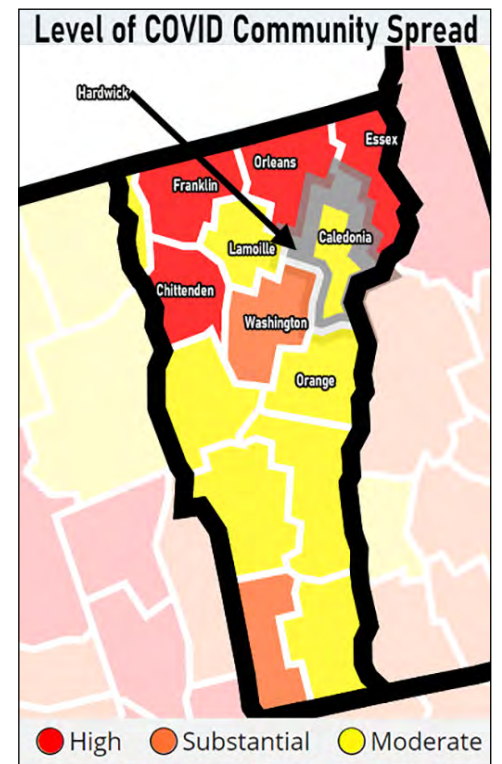 Level of COVID Community Spread
Hardwick
Essex
Orleans
Franklin
Caledonia
Lamoille
Chittenden
Washington
Orange
High Substantial Moderate